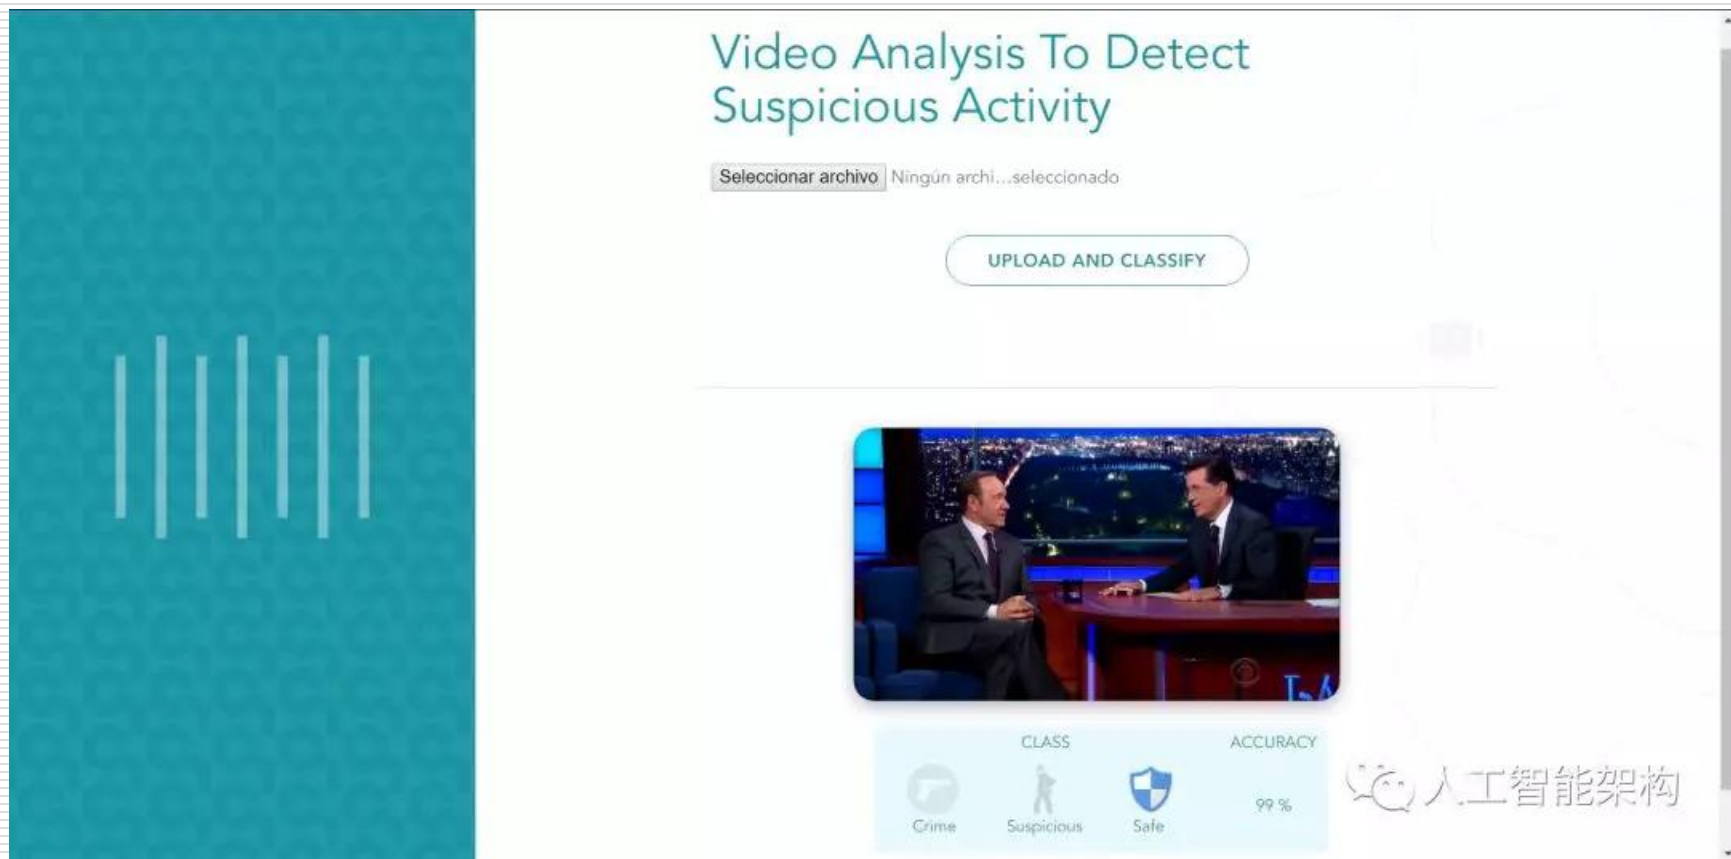 Video Analysis To Detect
Suspicious Activity
Seleccionar archivo Ningún archi...seleccionado
UPLOAD AND CLASSIFY
CLASS ACCURACY
Crime Suspicious Safe 99 %
人工智能架构